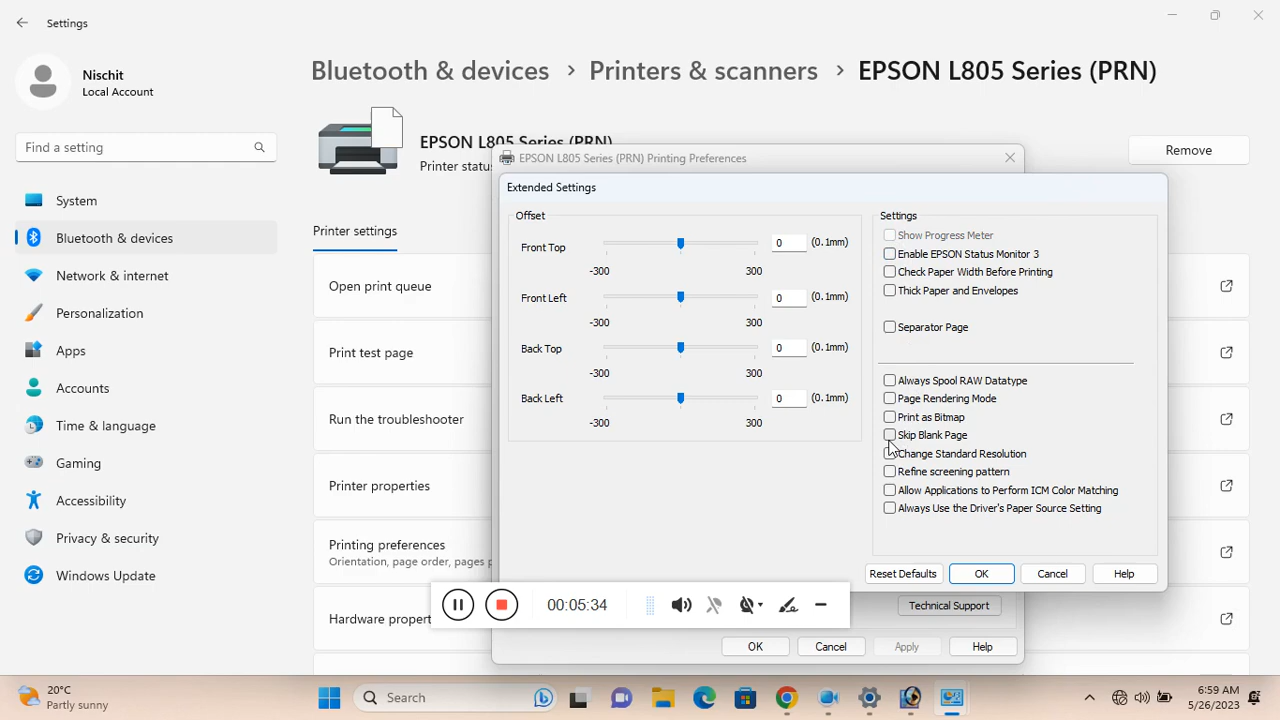 Settings
Nischit
Local Account
Find a setting
System
Bluetooth & devices
Network & internet
Personalization
Apps
Accounts
Time & language
Gaming
Accessibility
Privacy & security
Windows Update
Bluetooth & devices > Printers & scanners > EPSON L805 Series (PRN)
EPSON L805 Series (PRN)
Printer status
Remove
Printer settings
Open print queue
Print test page
Run the troubleshooter
Printer properties
Printing preferences
Orientation, page order, pages p
Hardware propert
EPSON L805 Series (PRN) Printing Preferences
Extended Settings
Offset
Front Top 0 (0.1mm)
-300 300
Front Left 0 (0.1mm)
-300 300
Back Top 0 (0.1mm)
-300 300
Back Left 0 (0.1mm)
-300 300
Settings
Show Progress Meter
Enable EPSON Status Monitor 3
Check Paper Width Before Printing
Thick Paper and Envelopes
Separator Page
Always Spool RAW Datatype
Page Rendering Mode
Print as Bitmap
Skip Blank Page
Change Standard Resolution
Refine screening pattern
Allow Applications to Perform ICM Color Matching
Always Use the Driver's Paper Source Setting
Reset Defaults OK Cancel Help
00:05:34
Technical Support
OK Cancel Apply Help
20°C
Partly sunny
Search
6:59 AM
5/26/2023